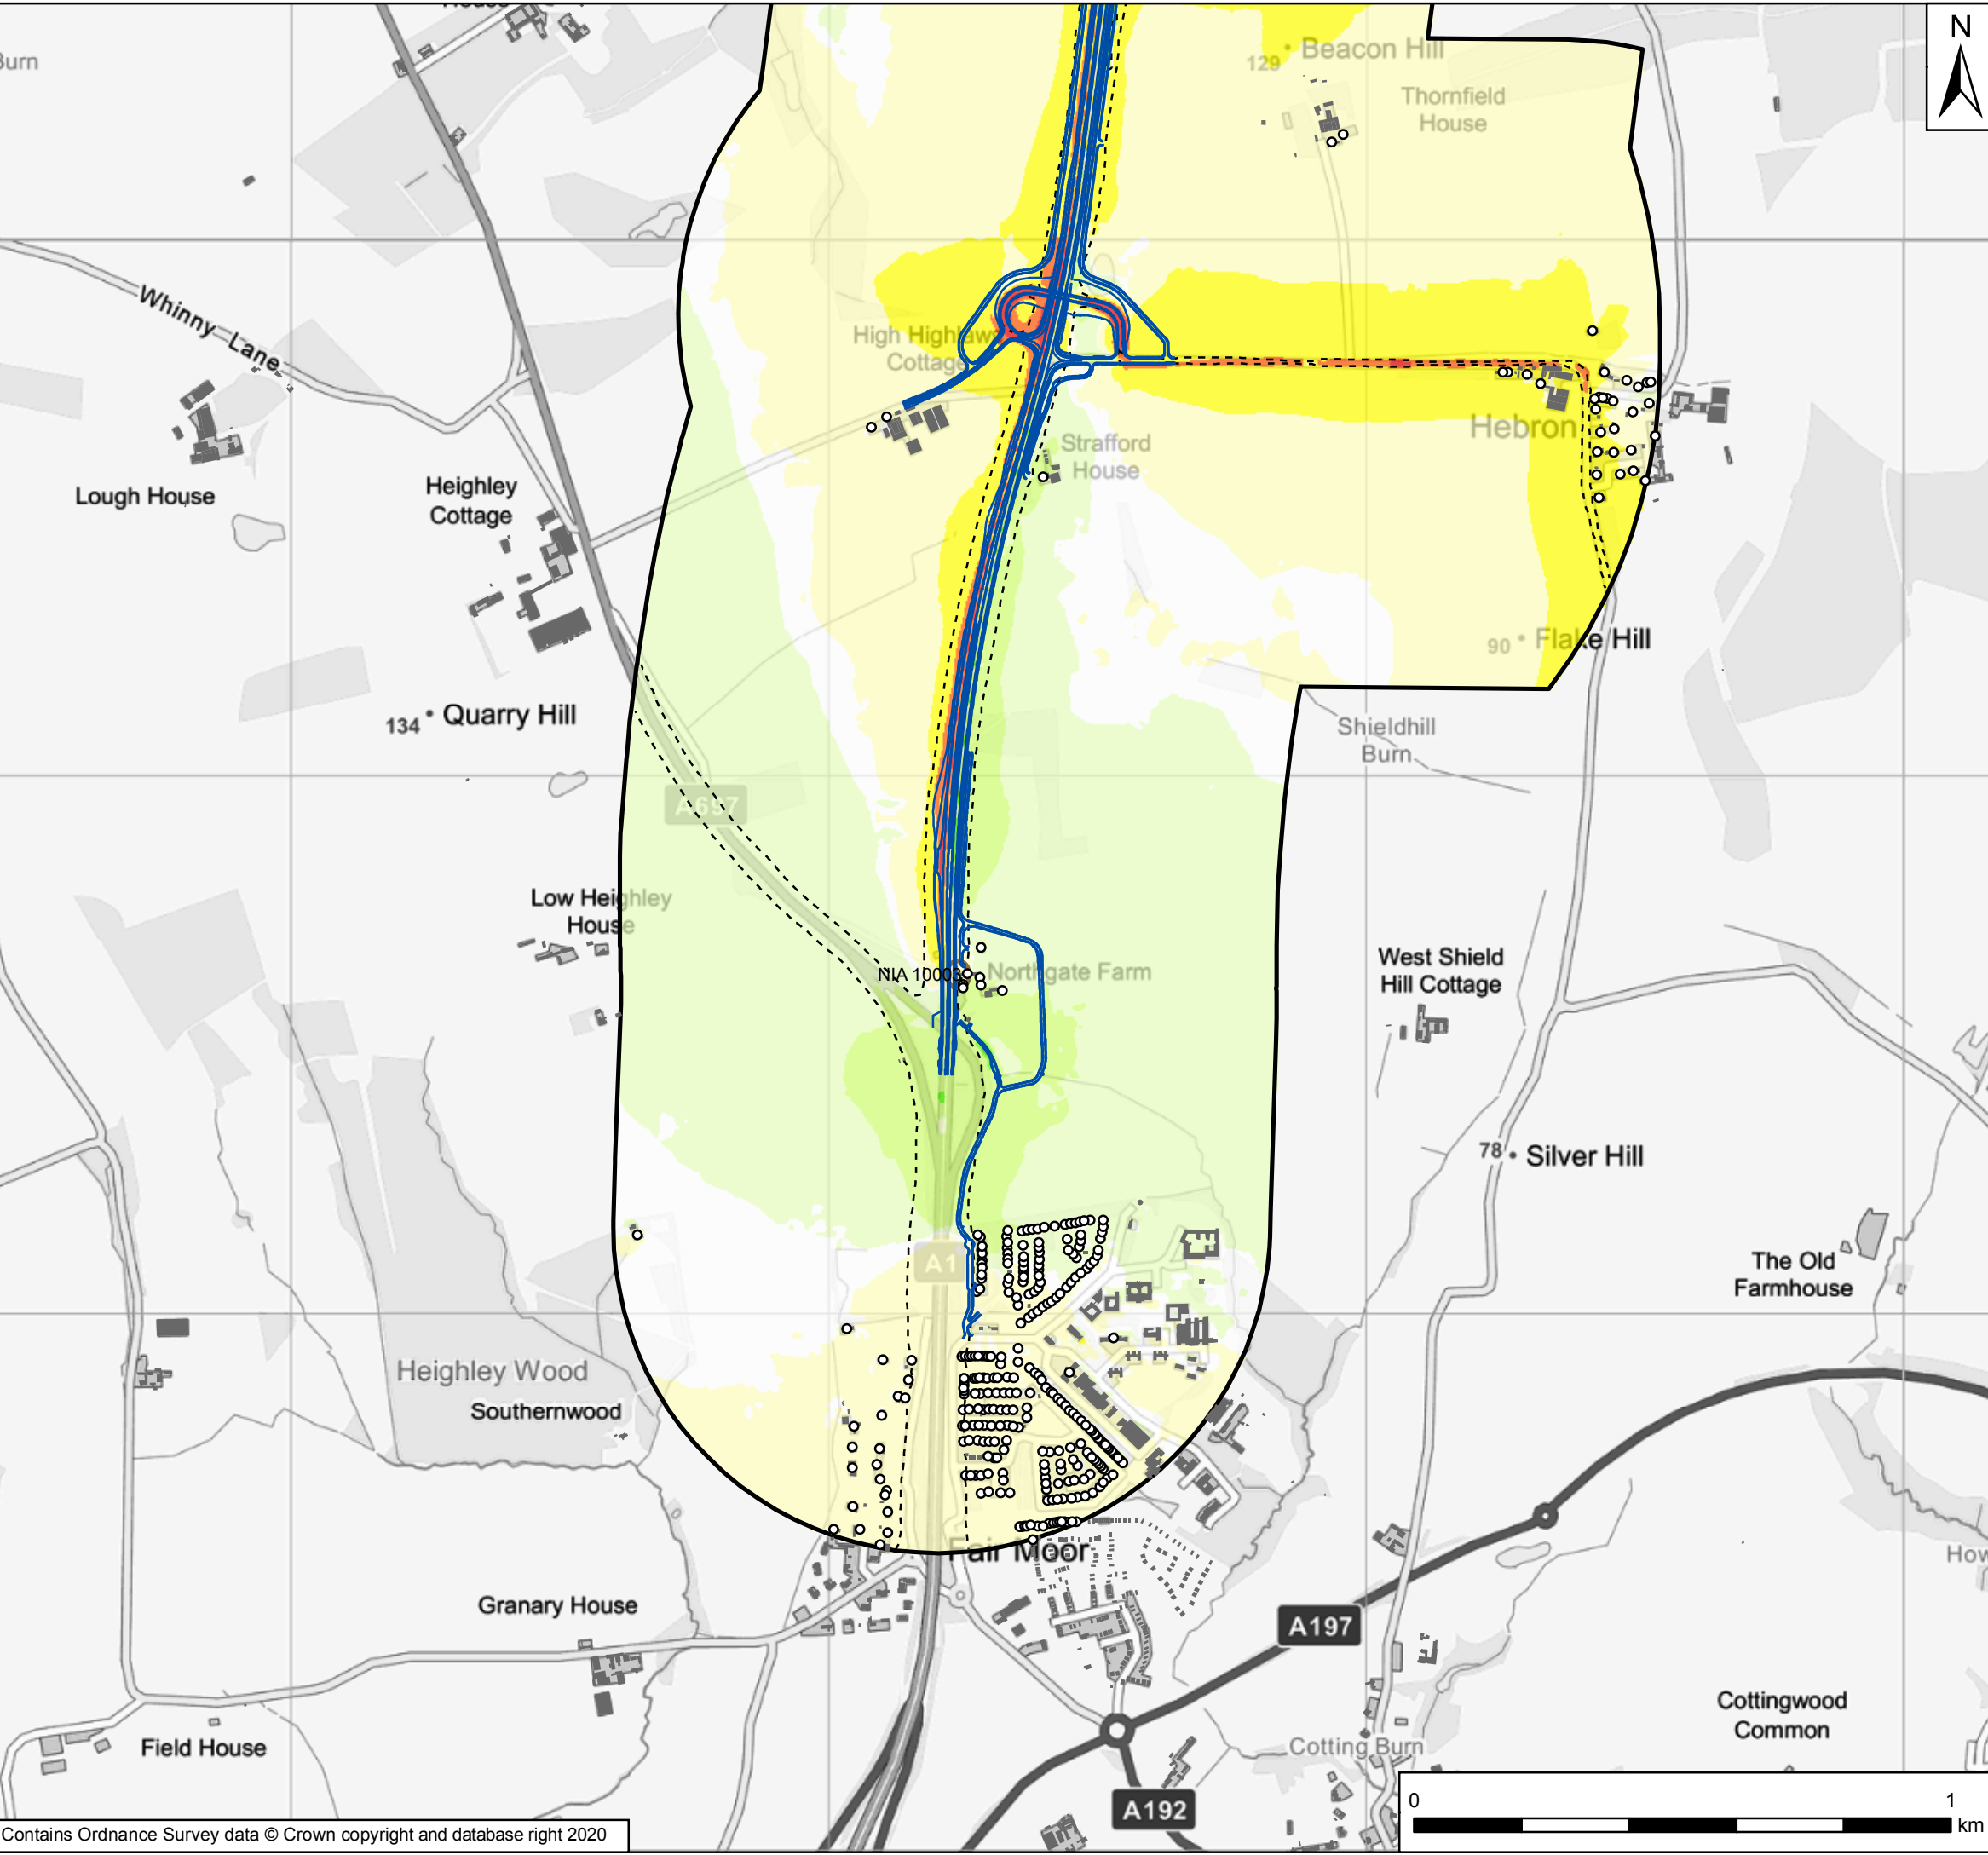 House
Burn
N
129 Beacon Hill
Thornfield
House
Whinny Lane
High Highlaws
Cottage
Strafford
House
Hebron
Lough House
Heighley
Cottage
90 Flake Hill
134 Quarry Hill
Shieldhill
Burn
A697
Low Heighley
House
NIA 10003
Northgate Farm
West Shield
Hill Cottage
78 Silver Hill
A1
The Old
Farmhouse
Heighley Wood
Southernwood
Fair Moor
How
Granary House
A197
Cottingwood
Common
Field House
Cotting Burn
A192
0 1
km
Contains Ordnance Survey data © Crown copyright and database right 2020